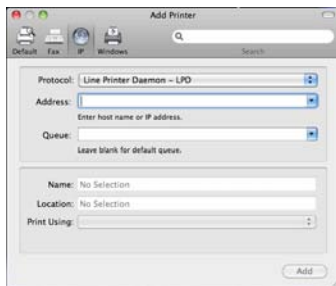 Add Printer
Default Fax IP Windows Search
Protocol: Line Printer Daemon - LPD
Address:
Enter host name or IP address.
Queue:
Leave blank for default queue.
Name: No Selection
Location: No Selection
Print Using:
Add